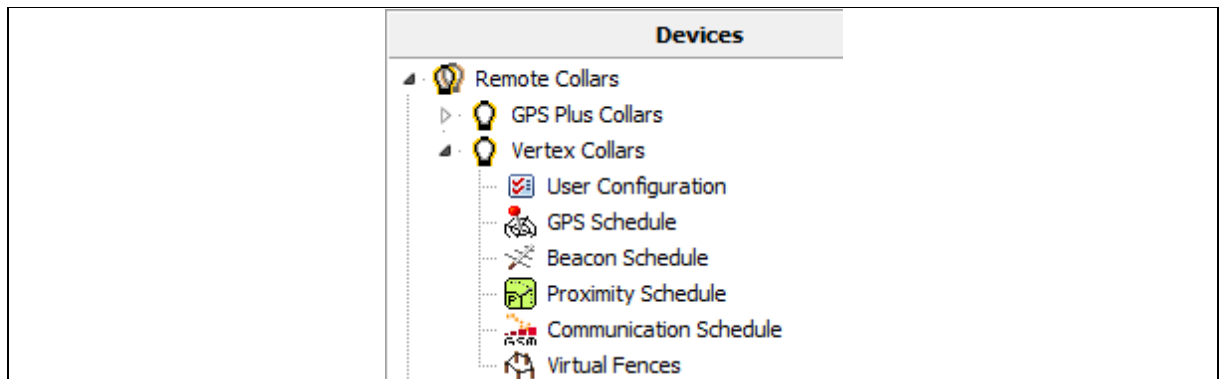 Devices
Remote Collars
GPS Plus Collars
Vertex Collars
User Configuration
GPS Schedule
Beacon Schedule
Proximity Schedule
Communication Schedule
Virtual Fences